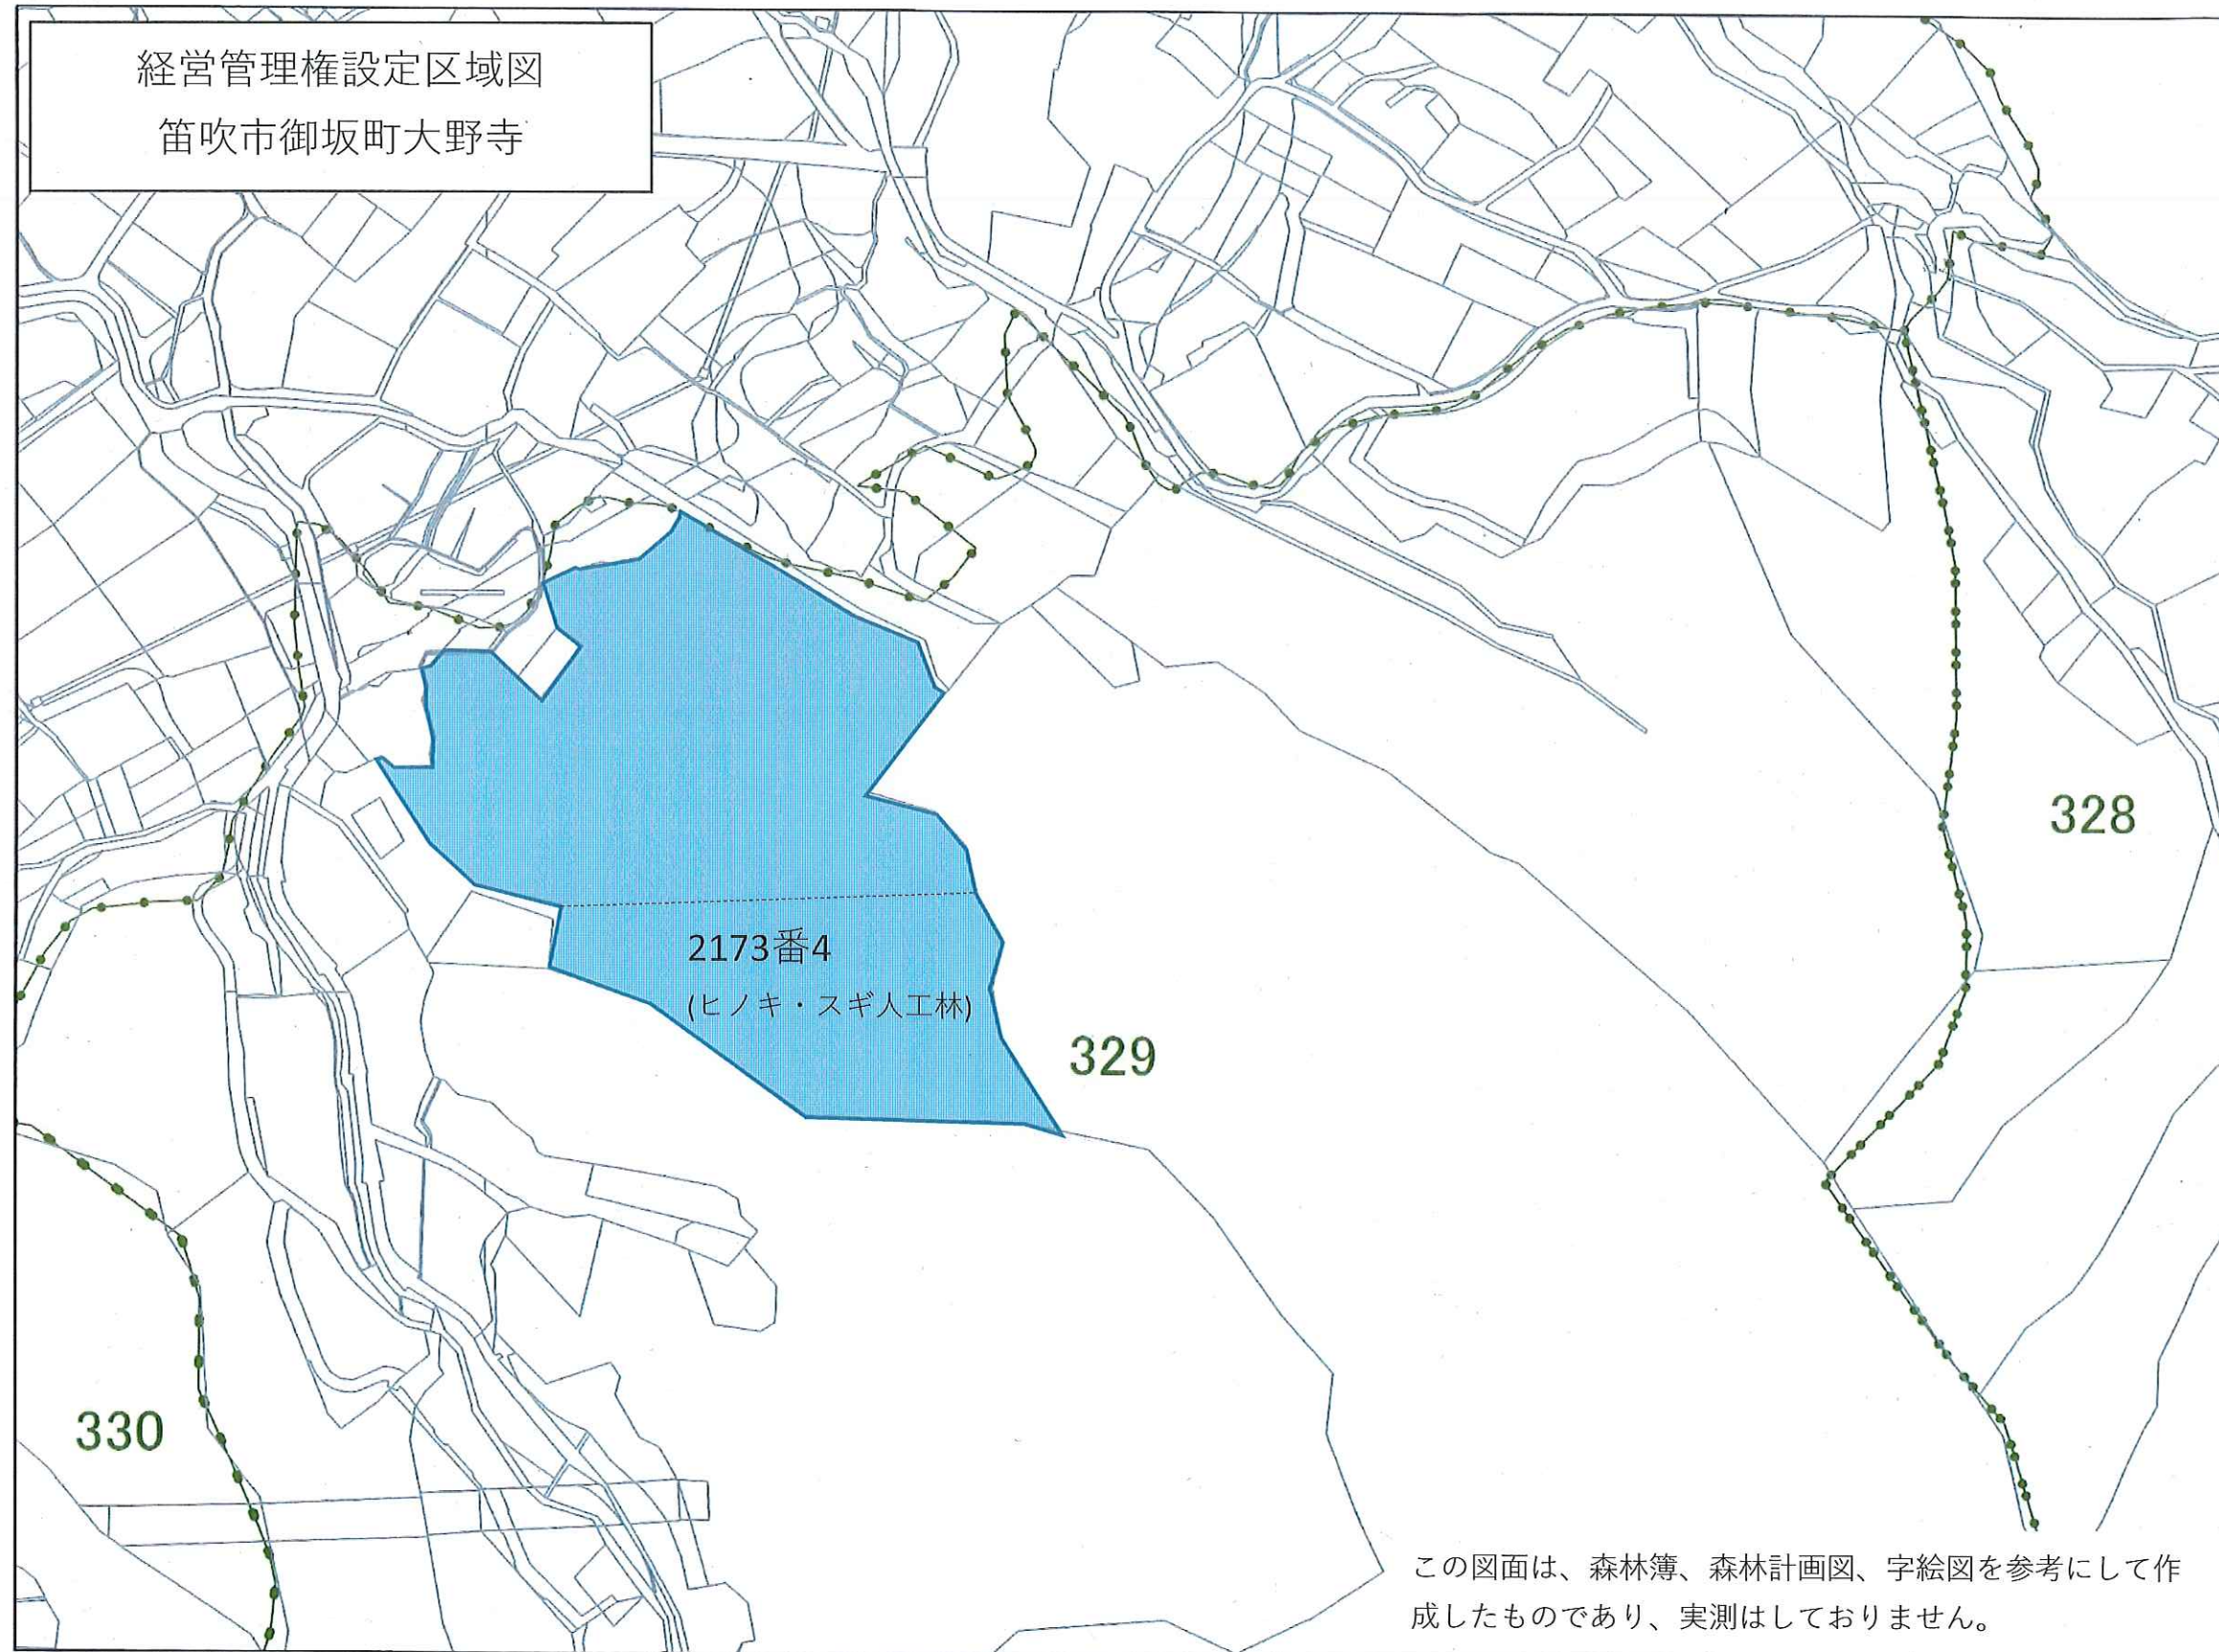 経営管理権設定区域図
笛吹市御坂町大野寺
328
2173番4
(ヒノキ・スギ人工林)
329
330
この図面は、森林簿、森林計画図、字絵図を参考にして作
成したものであり、実測はしておりません。